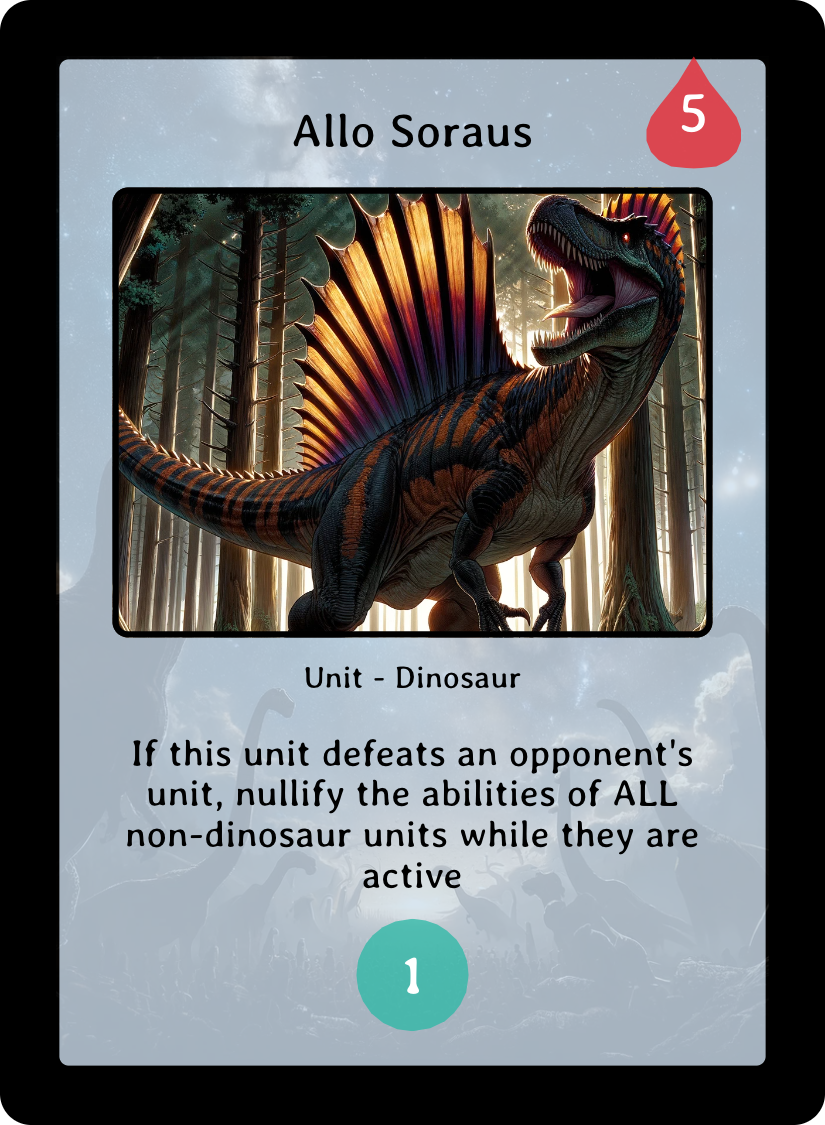 Allo Soraus
5
Unit - Dinosaur
If this unit defeats an opponent's
unit, nullify the abilities of ALL
non-dinosaur units while they are
active
1